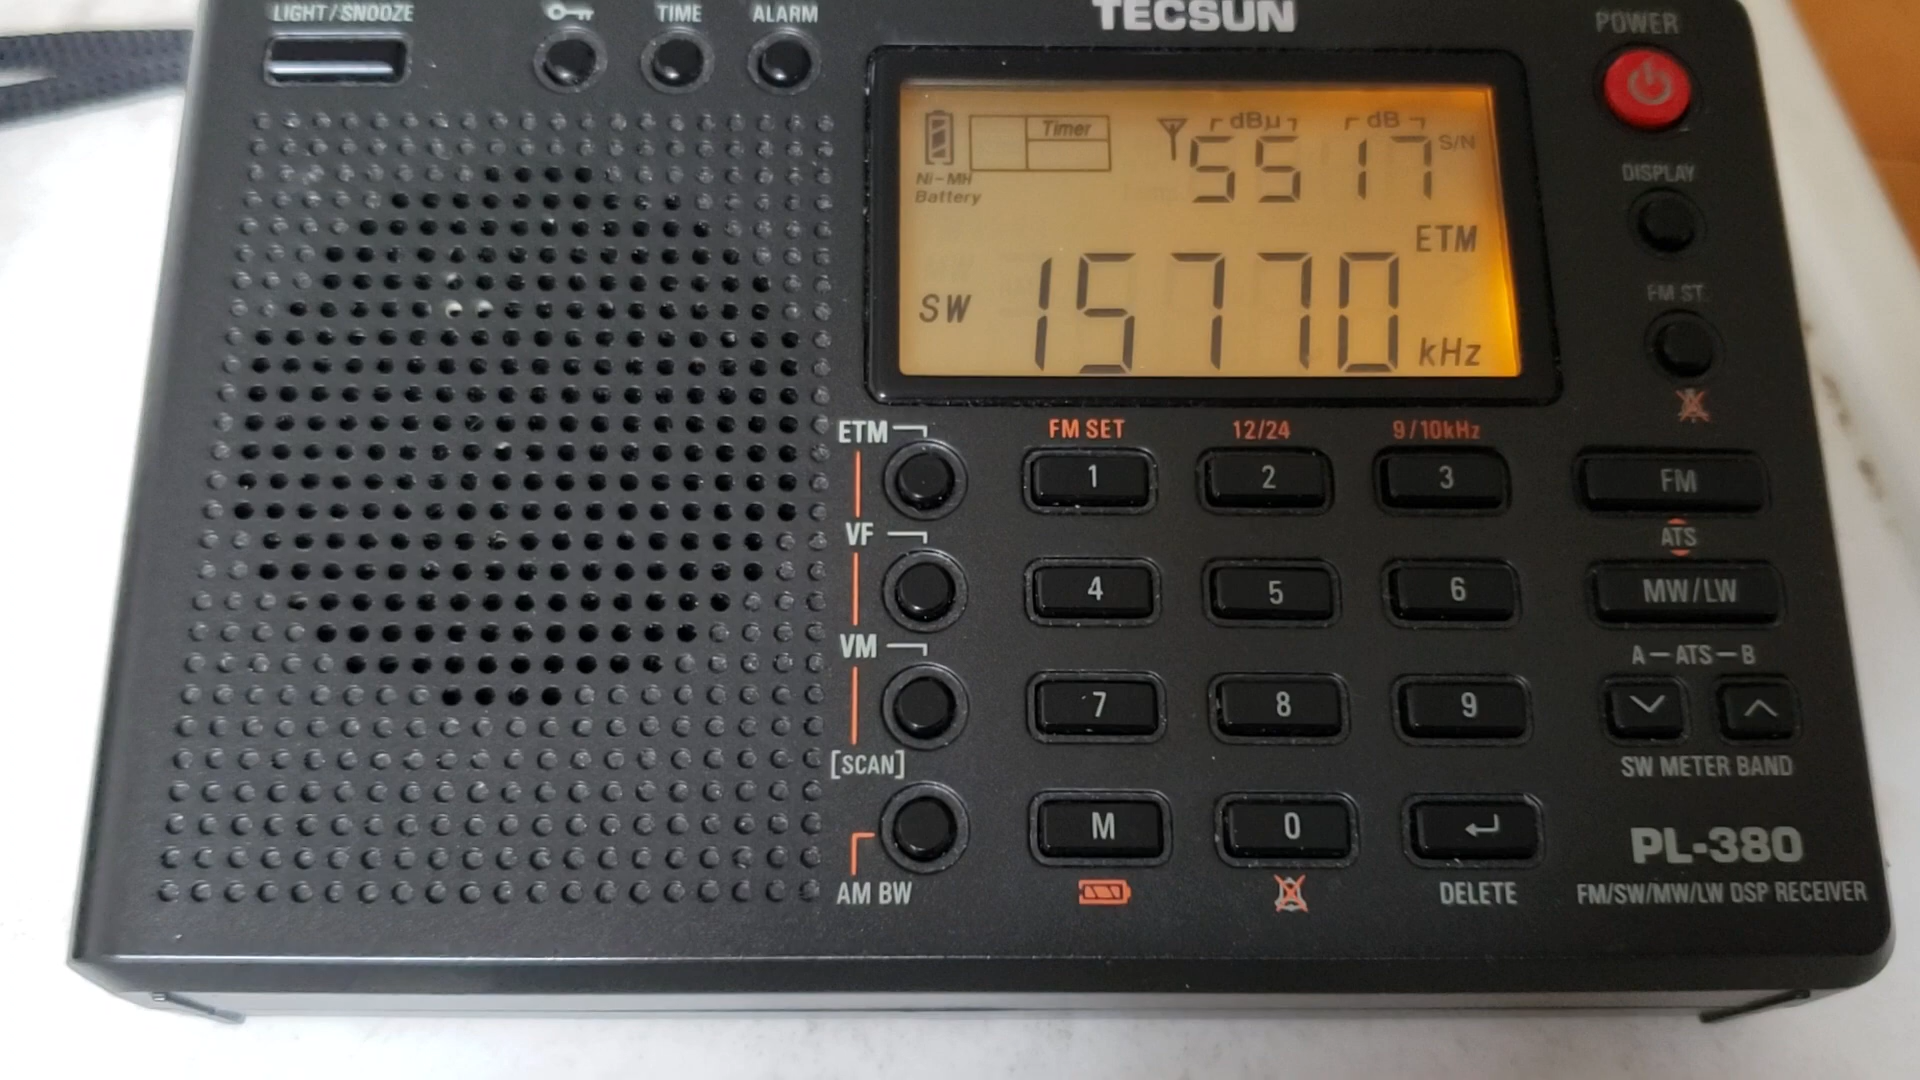 LIGHT/SNOOZE
TIME
ALARM
TECSUN
POWER
Timer
dBμ
dB
55 17
S/N
Ni-MH
Battery
ETM
SW
15770
kHz
DISPLAY
FM ST.
ETM
FM SET
12/24
9/10kHz
1
2
3
FM
VF
ATS
4
5
6
MW/LW
VM
A-ATS-B
7
8
9
[SCAN]
SW METER BAND
M
0
PL-380
AM BW
DELETE
FM/SW/MW/LW DSP RECEIVER